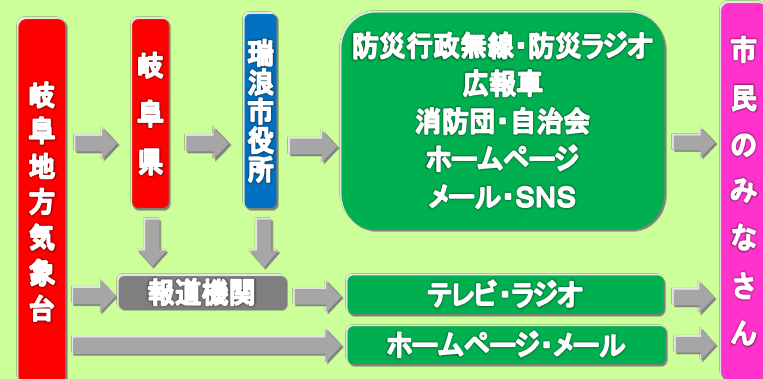 岐阜地方気象台
岐阜県
瑞浪市役所
防災行政無線・防災ラジオ
広報車
消防団・自治会
ホームページ
メール・SNS
市民のみなさん
報道機関
テレビ・ラジオ
ホームページ・メール